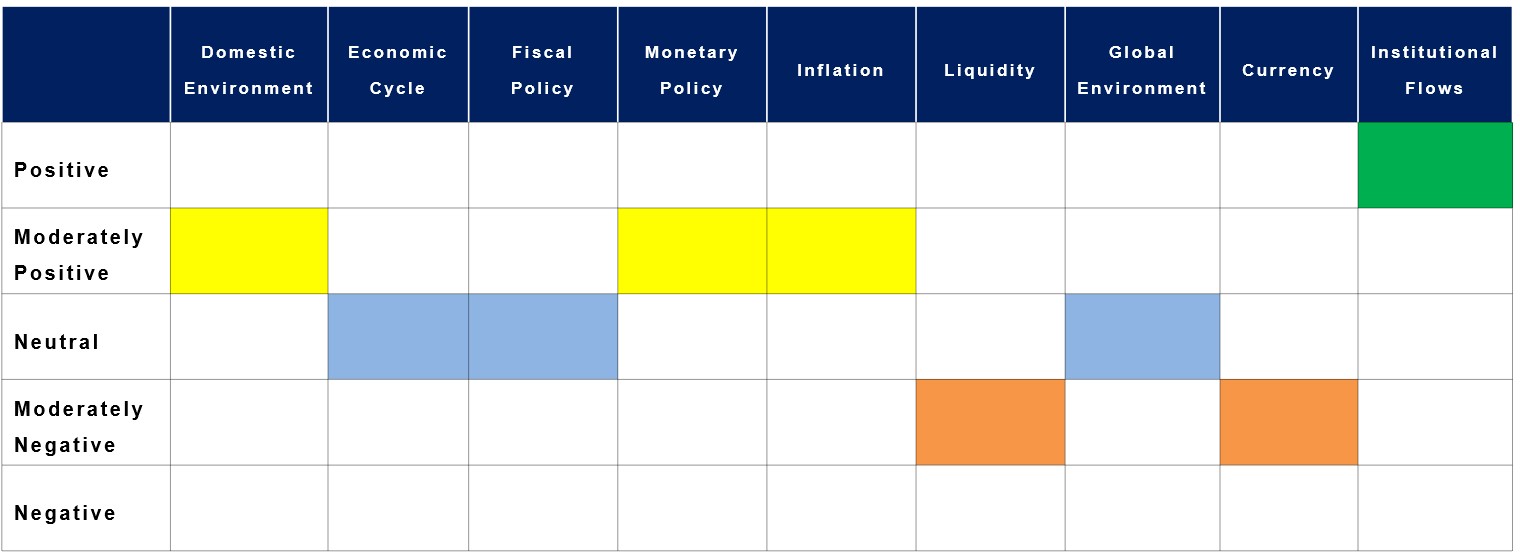 Domestic
Environment
Economic
Cycle
Fiscal
Policy
Monetary
Policy
Inflation
Liquidity
Global
Environment
Currency
Institutional
Flows
Positive
Moderately
Positive
Neutral
Moderately
Negative
Negative